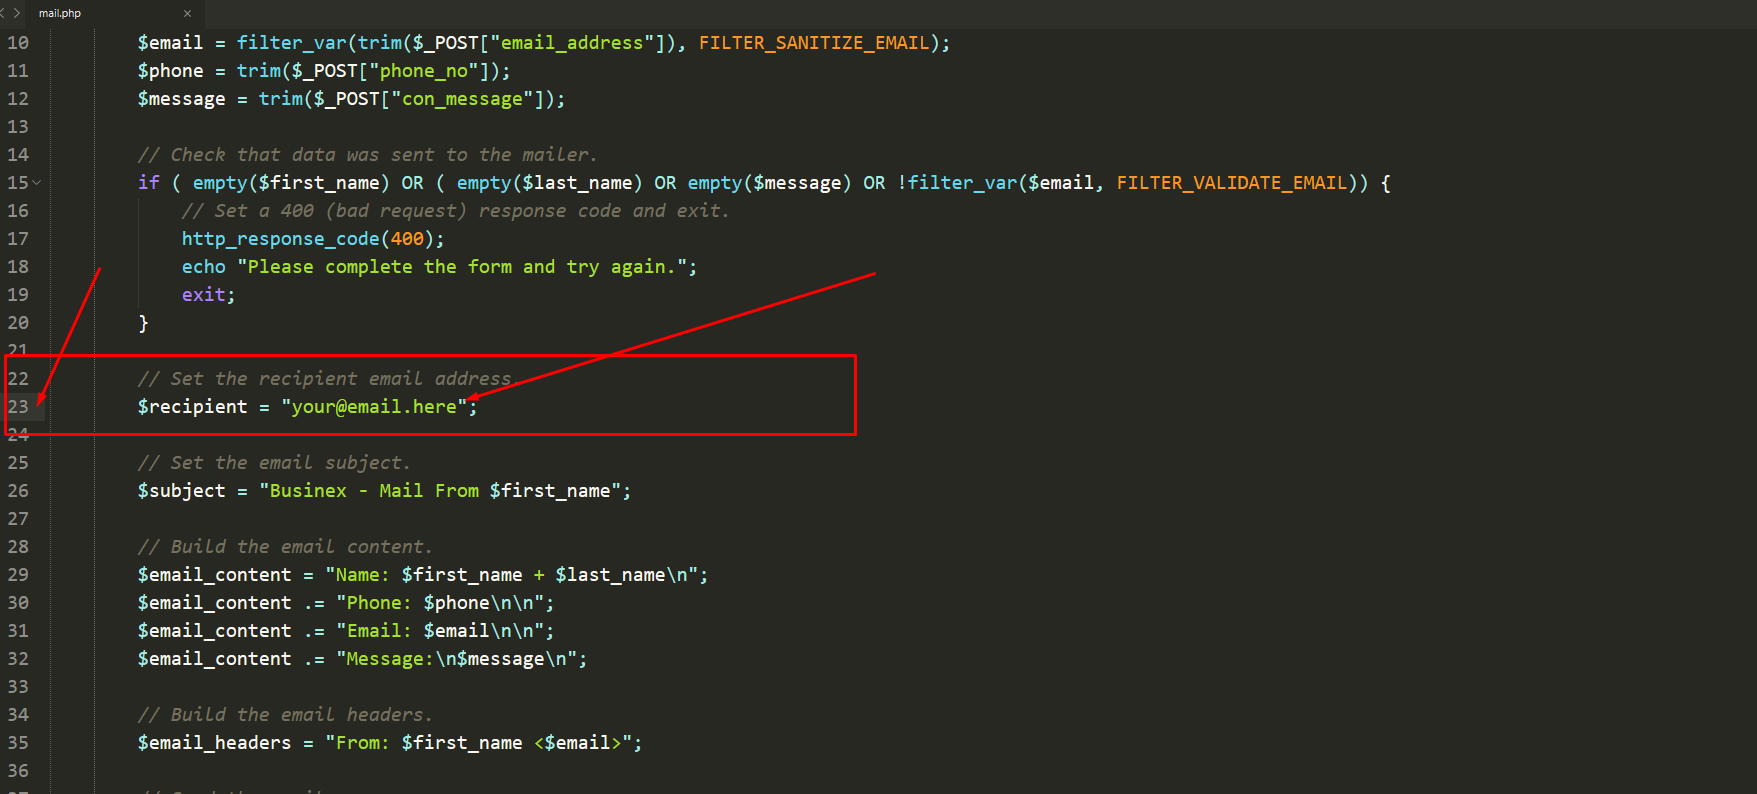 mail.php ×
10 $email = filter_var(trim($_POST["email_address"]), FILTER_SANITIZE_EMAIL);
11 $phone = trim($_POST["phone_no"]);
12 $message = trim($_POST["con_message"]);
13
14 // Check that data was sent to the mailer.
15 if ( empty($first_name) OR ( empty($last_name) OR empty($message) OR !filter_var($email, FILTER_VALIDATE_EMAIL)) {
16 // Set a 400 (bad request) response code and exit.
17 http_response_code(400);
18 echo "Please complete the form and try again.";
19 exit;
20 }
21
22 // Set the recipient email address.
23 $recipient = "your@email.here";
24
25 // Set the email subject.
26 $subject = "Businex - Mail From $first_name";
27
28 // Build the email content.
29 $email_content = "Name: $first_name + $last_name\n";
30 $email_content .= "Phone: $phone\n\n";
31 $email_content .= "Email: $email\n\n";
32 $email_content .= "Message:\n$message\n";
33
34 // Build the email headers.
35 $email_headers = "From: $first_name <$email>";
36